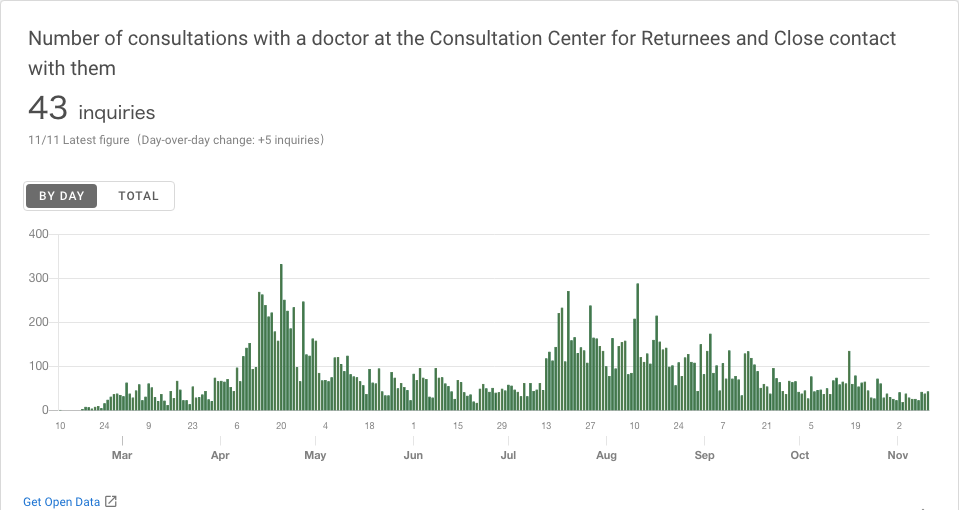 Number of consultations with a doctor at the Consultation Center for Returnees and Close contact
with them
43 inquiries
11/11 Latest figure (Day-over-day change: +5 inquiries)
BY DAY TOTAL
400
300
200
100
0
10 24 9 23 6 20 4 18 1 15 29 13 27 10 24 7 21 5 19 2
Mar Apr May Jun Jul Aug Sep Oct Nov
Get Open Data